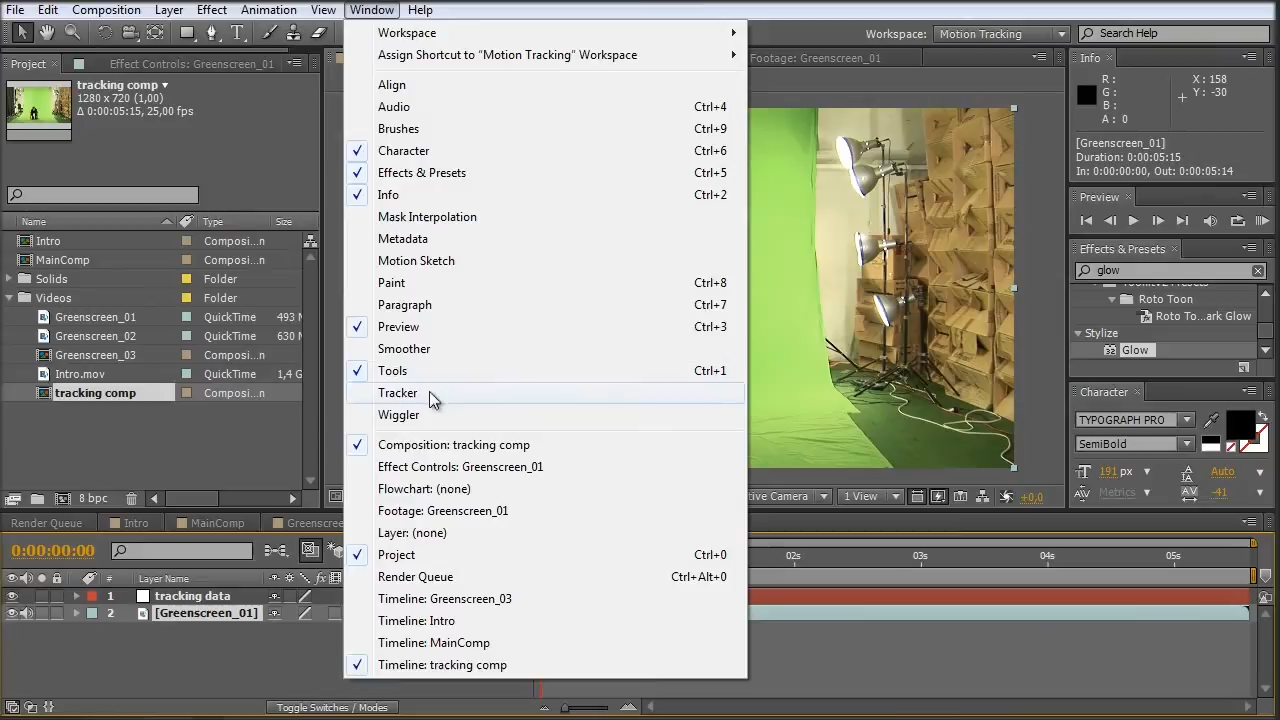 File Edit Composition Layer Effect Animation View Window Help
Workspace: Motion Tracking Search Help
Project Effect Controls: Greenscreen_01
tracking comp
1280 x 720 (1,00)
Δ 0:00:05:15, 25,00 fps
Name Type Size
Intro Composi...n
MainComp Composi...n
Solids Folder
Videos Folder
Greenscreen_01 QuickTime 493
Greenscreen_02 QuickTime 630
Greenscreen_03 Composi...n
Intro.mov QuickTime 1,4
tracking comp Composi...n
8 bpc
Workspace
Assign Shortcut to "Motion Tracking" Workspace
Align
Audio Ctrl+4
Brushes Ctrl+9
Character Ctrl+6
Effects & Presets Ctrl+5
Info Ctrl+2
Mask Interpolation
Metadata
Motion Sketch
Paint Ctrl+8
Paragraph Ctrl+7
Preview Ctrl+3
Smoother
Tools Ctrl+1
Tracker
Wiggler
Composition: tracking comp
Effect Controls: Greenscreen_01
Flowchart: (none)
Footage: Greenscreen_01
Layer: (none)
Project Ctrl+0
Render Queue Ctrl+Alt+0
Timeline: Greenscreen_03
Timeline: Intro
Timeline: MainComp
Timeline: tracking comp
Footage: Greenscreen_01
tive Camera 1 View +0,0
Info
R :
G :
B :
A : 0
X : 158
Y : -30
[Greenscreen_01]
Duration: 0:00:05:15
In: 0:00:00:00, Out: 0:00:05:14
Preview
Effects & Presets
glow
Roto Toon
Roto To...ark Glow
Stylize
Glow
Character
TYPOGRAPH PRO
SemiBold
191 px Auto
Metrics -41
Render Queue Intro MainComp Greenscree
0:00:00:00
# Layer Name
1 tracking data
2 [Greenscreen_01]
02s 03s 04s 05s
Toggle Switches / Modes